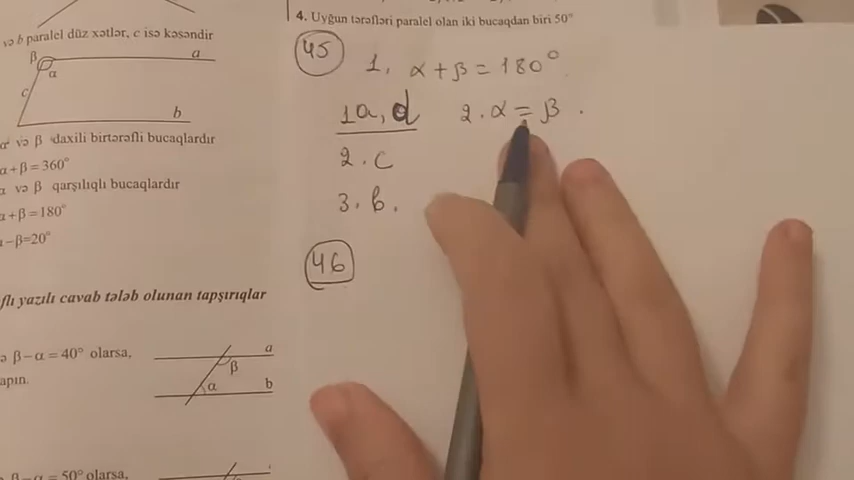 və b paralel düz xətlər, c isə kəsəndir
β
a
α
c
b
α və β daxili birtərəfli bucaqlardır
α+β=360°
α və β qarşılıqlı bucaqlardır
α+β=180°
α−β=20°
yazılı cavab tələb olunan tapşırıqlar
β−α=40° olarsa,
a
β
α
b
β−α=50° olarsa,
4. Uyğun tərəfləri paralel olan iki bucaqdan biri 50°
45
1. α+β=180°
1a,d 2. α=β.
2. c
3. b.
46